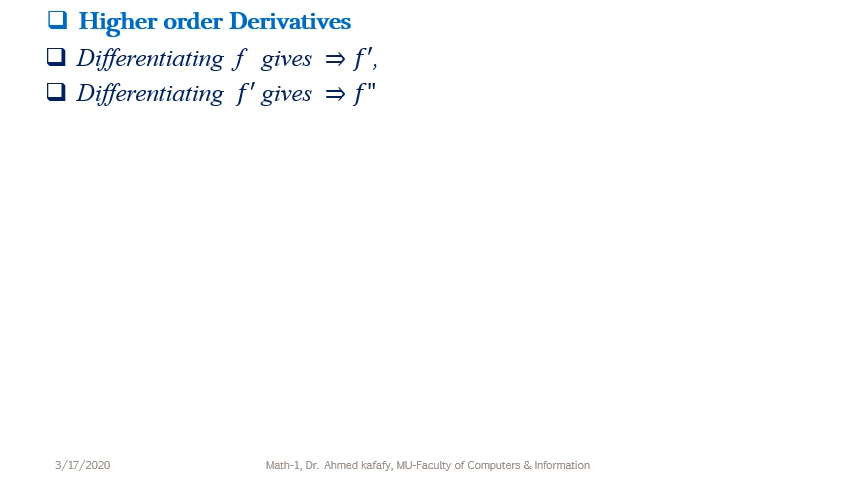 ❑ Higher order Derivatives
❑ Differentiating f gives ⇒ f′,
❑ Differentiating f′ gives ⇒ f"
3/17/2020 Math-1, Dr. Ahmed kafafy, MU-Faculty of Computers & Information